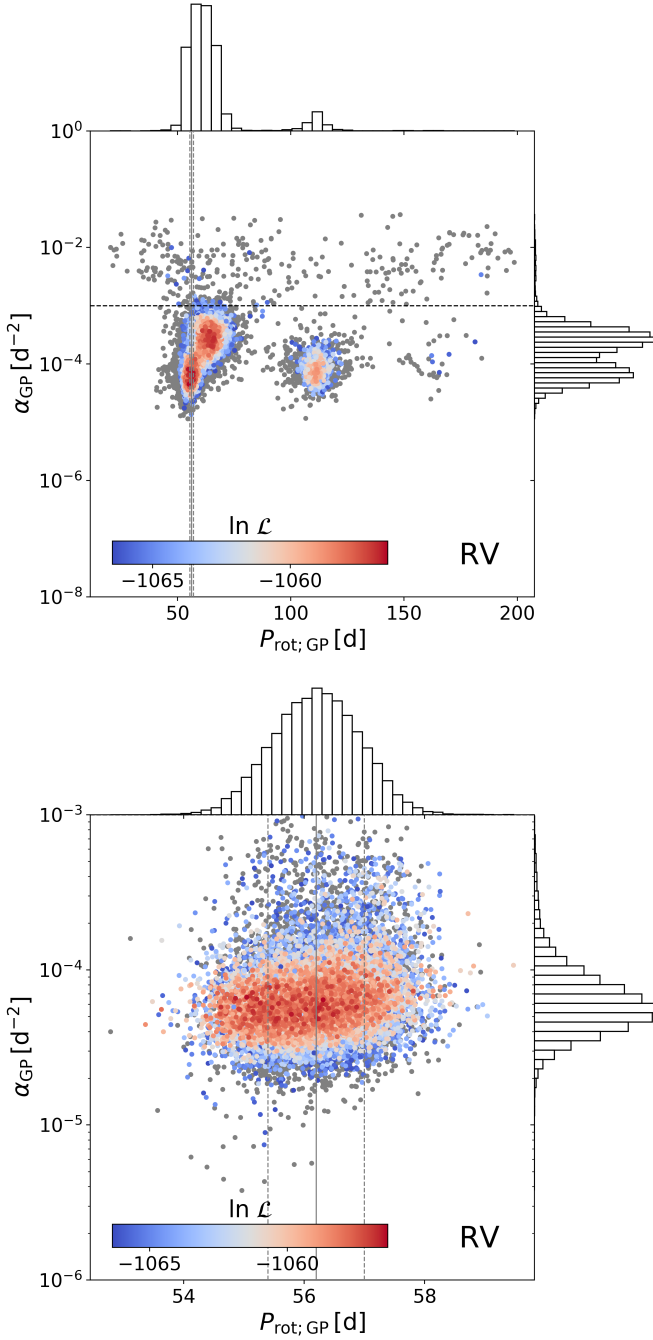 10⁰
10⁻²
10⁻⁴
10⁻⁶
10⁻⁸
α_GP [d⁻²]
ln ℒ
−1065 −1060
RV
50 100 150 200
P_rot; GP [d]
10⁻³
10⁻⁴
10⁻⁵
10⁻⁶
α_GP [d⁻²]
ln ℒ
−1065 −1060
RV
54 56 58
P_rot; GP [d]